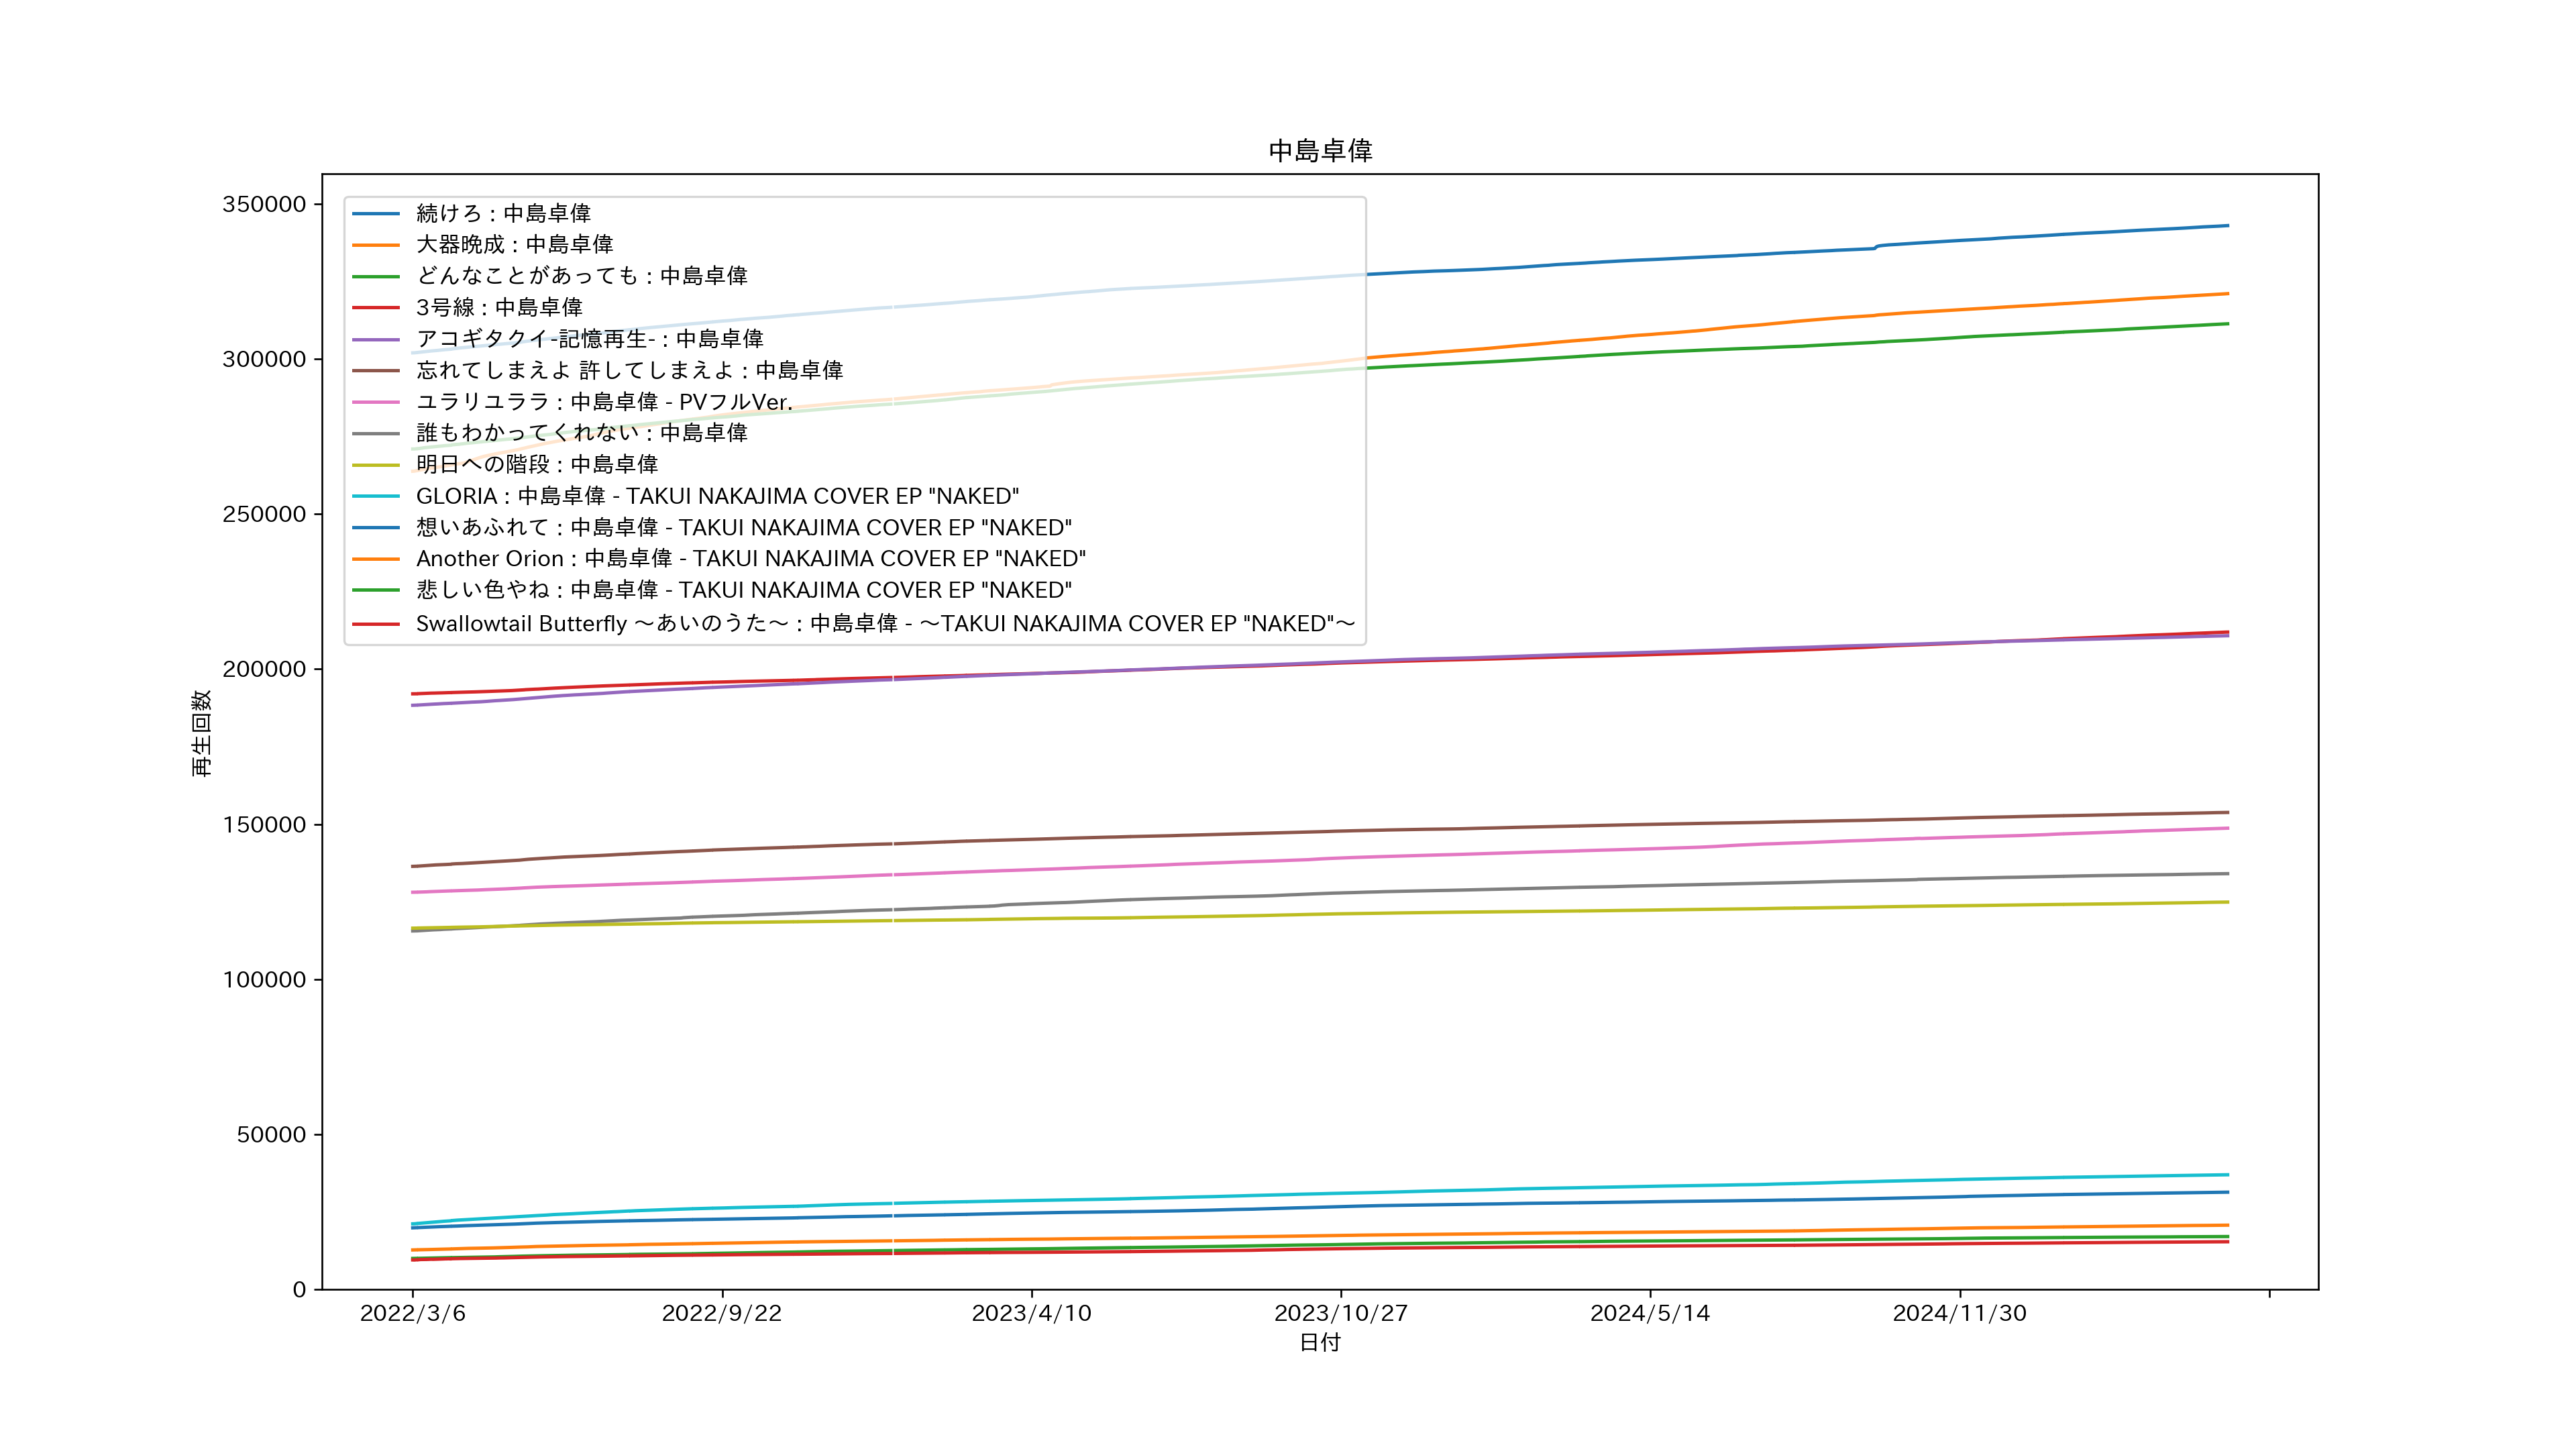 中島卓偉
350000
300000
250000
200000
150000
100000
50000
0
再生回数
続けろ : 中島卓偉
大器晩成 : 中島卓偉
どんなことがあっても : 中島卓偉
3号線 : 中島卓偉
アコギタクイ-記憶再生- : 中島卓偉
忘れてしまえよ 許してしまえよ : 中島卓偉
ユラリユララ : 中島卓偉 - PVフルVer.
誰もわかってくれない : 中島卓偉
明日への階段 : 中島卓偉
GLORIA : 中島卓偉 - TAKUI NAKAJIMA COVER EP "NAKED"
想いあふれて : 中島卓偉 - TAKUI NAKAJIMA COVER EP "NAKED"
Another Orion : 中島卓偉 - TAKUI NAKAJIMA COVER EP "NAKED"
悲しい色やね : 中島卓偉 - TAKUI NAKAJIMA COVER EP "NAKED"
Swallowtail Butterfly 〜あいのうた〜 : 中島卓偉 - 〜TAKUI NAKAJIMA COVER EP "NAKED"〜
2022/3/6
2022/9/22
2023/4/10
2023/10/27
2024/5/14
2024/11/30
日付